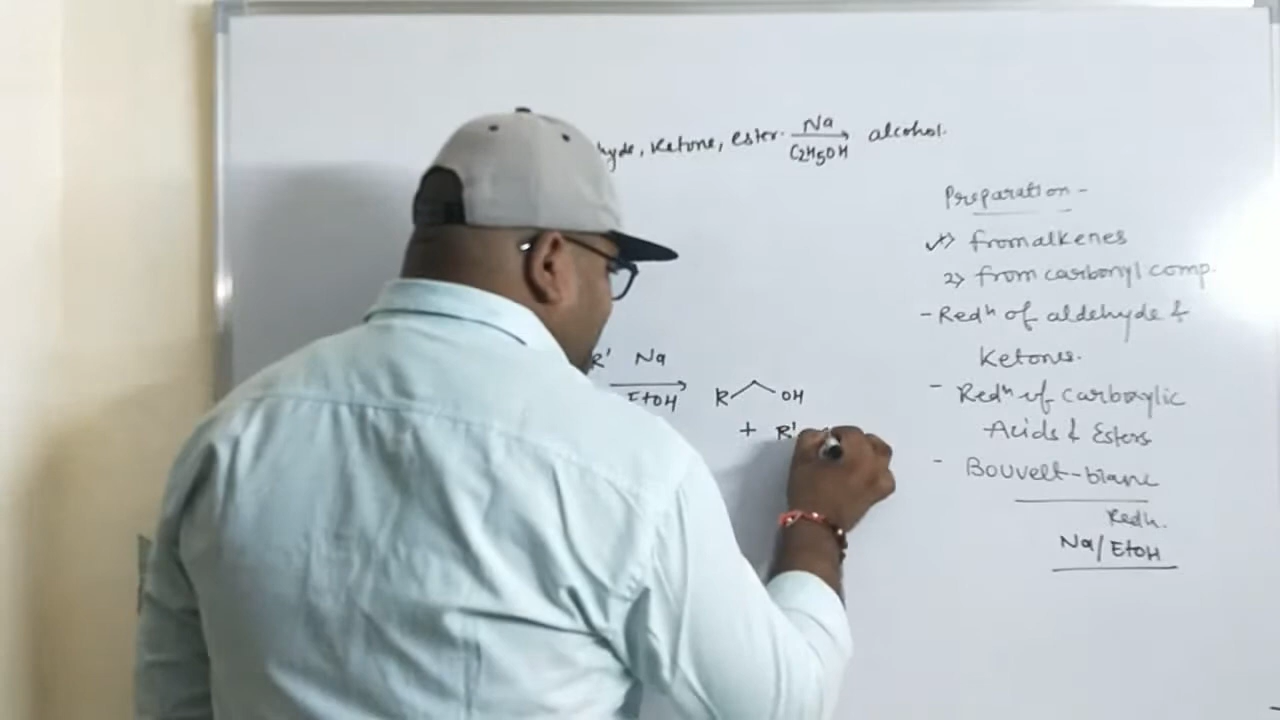 hyde, Ketone, ester. Na
C2H5OH alcohol.
Preparation -
1> from alkenes
2> from carbonyl comp.
- Redn of aldehyde &
Ketones.
- Redn of carboxylic
Acids & Esters
- Bouvelt-blanc
Redn.
Na/EtOH
R' Na
EtOH R OH
+ R'